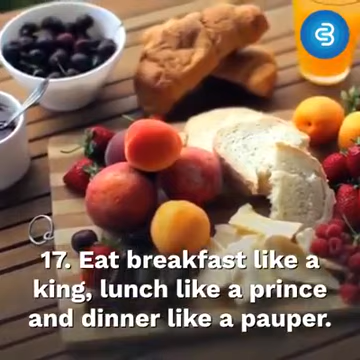 17. Eat breakfast like a
king, lunch like a prince
and dinner like a pauper.